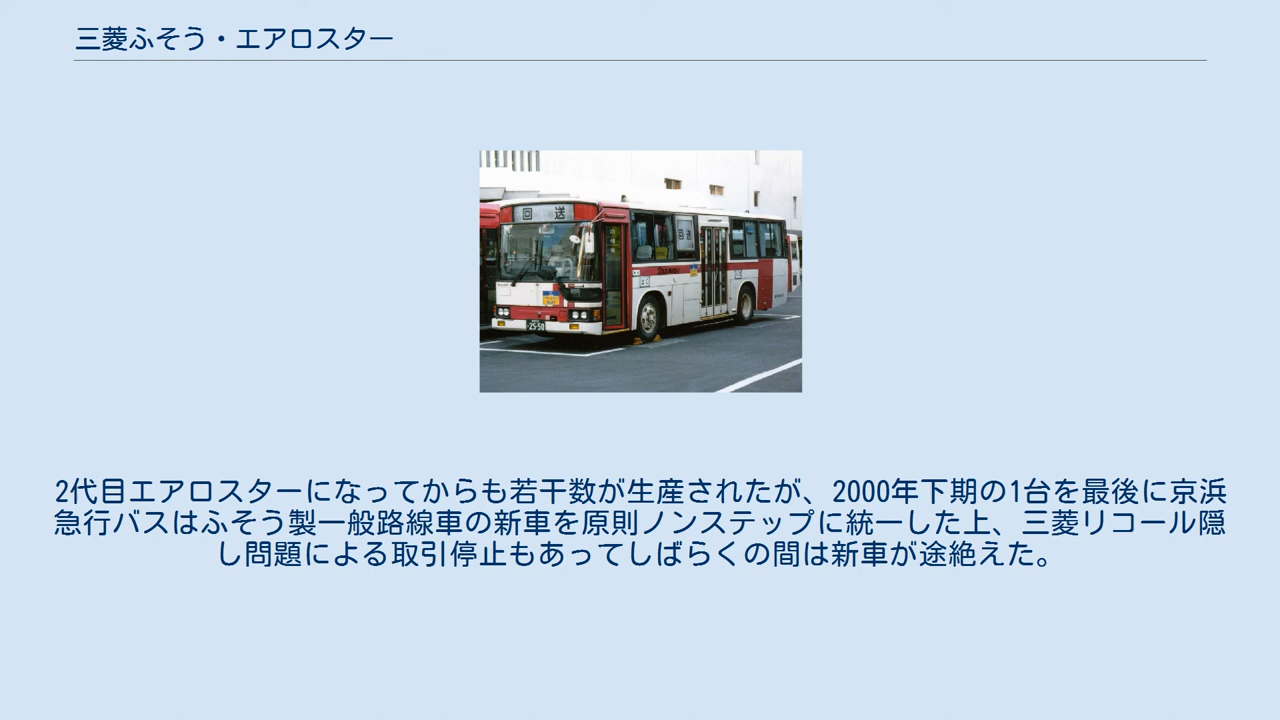 三菱ふそう・エアロスター
回送
回送
25-50
2代目エアロスターになってからも若干数が生産されたが、2000年下期の1台を最後に京浜
急行バスはふそう製一般路線車の新車を原則ノンステップに統一した上、三菱リコール隠
し問題による取引停止もあってしばらくの間は新車が途絶えた。